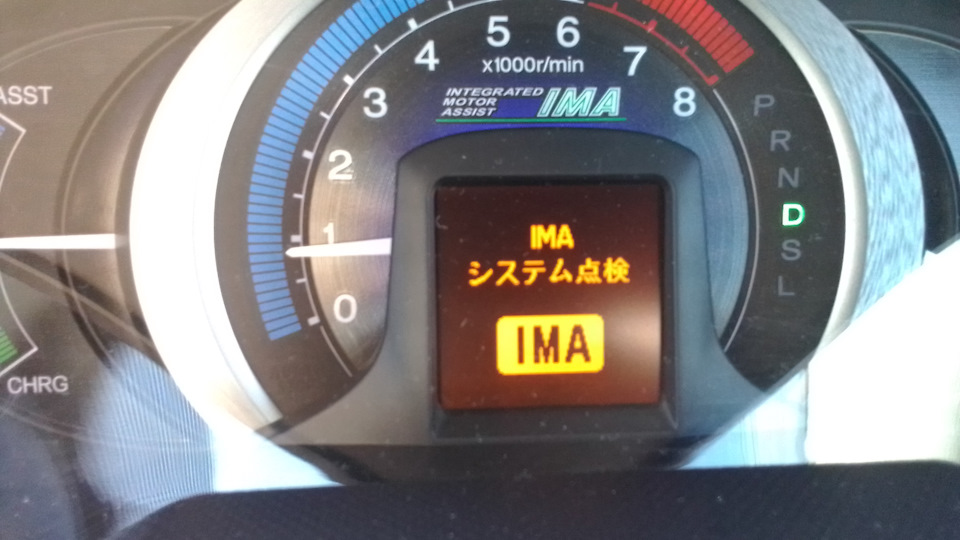 ASST
CHRG
0
1
2
3
4
5
6
7
8
x1000r/min
INTEGRATED
MOTOR
ASSIST
IMA
P
R
N
D
S
L
IMA
システム点検
IMA